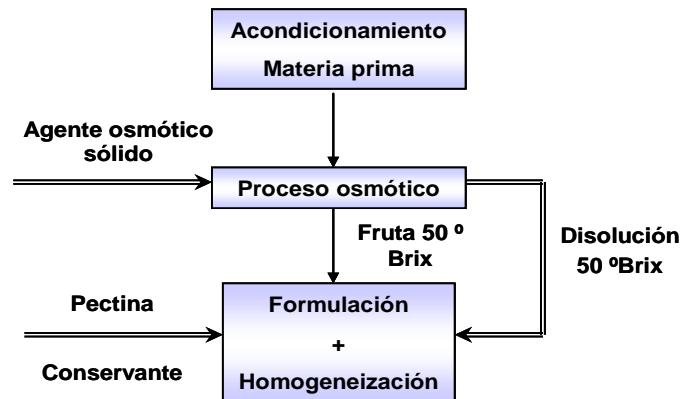 Acondicionamiento
Materia prima
Agente osmótico
sólido
Proceso osmótico
Fruta 50 º
Brix
Disolución
50 ºBrix
Pectina
Conservante
Formulación
+
Homogeneización